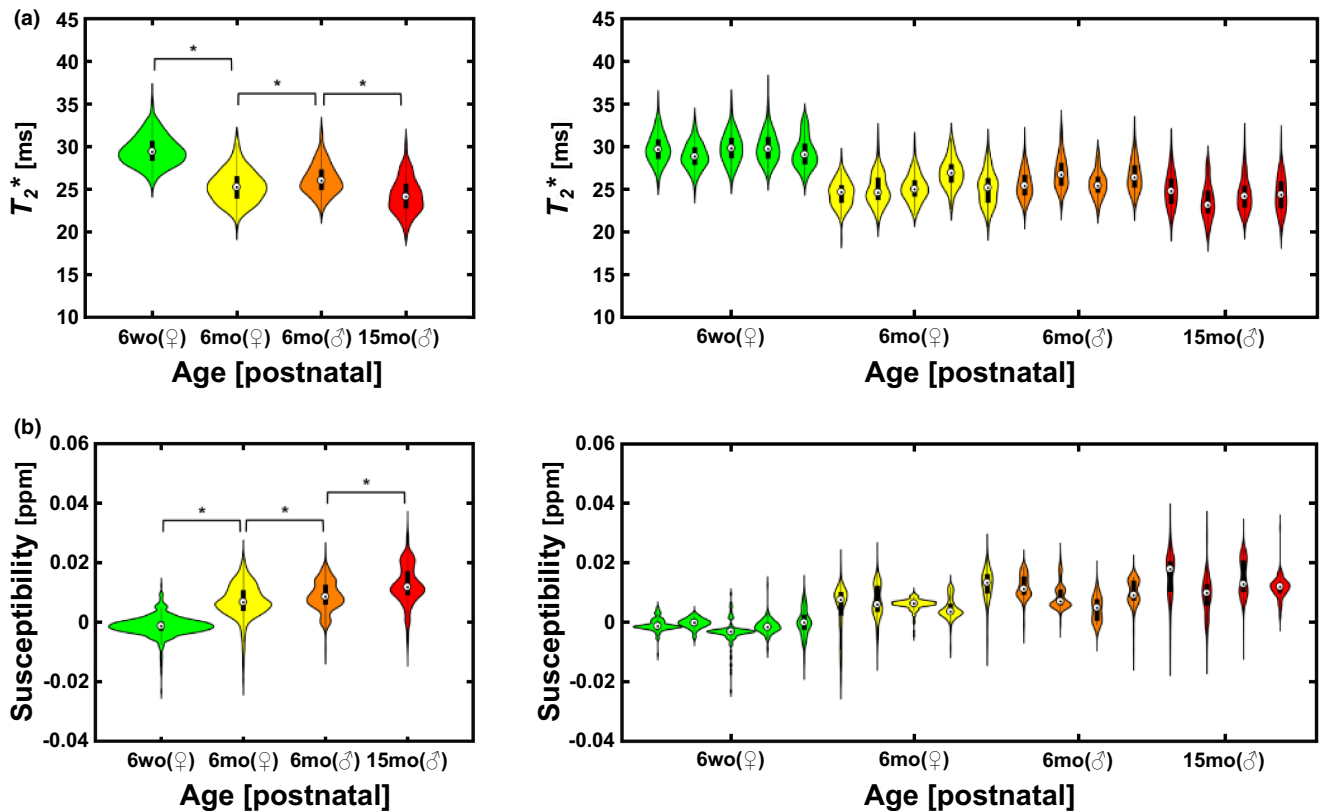 (a)
T2* [ms]
45
40
35
30
25
20
15
10
*
*
*
6wo(♀) 6mo(♀) 6mo(♂) 15mo(♂)
Age [postnatal]
T2* [ms]
45
40
35
30
25
20
15
10
6wo(♀) 6mo(♀) 6mo(♂) 15mo(♂)
Age [postnatal]
(b)
Susceptibility [ppm]
0.06
0.04
0.02
0
-0.02
-0.04
*
*
*
6wo(♀) 6mo(♀) 6mo(♂) 15mo(♂)
Age [postnatal]
Susceptibility [ppm]
0.06
0.04
0.02
0
-0.02
-0.04
6wo(♀) 6mo(♀) 6mo(♂) 15mo(♂)
Age [postnatal]